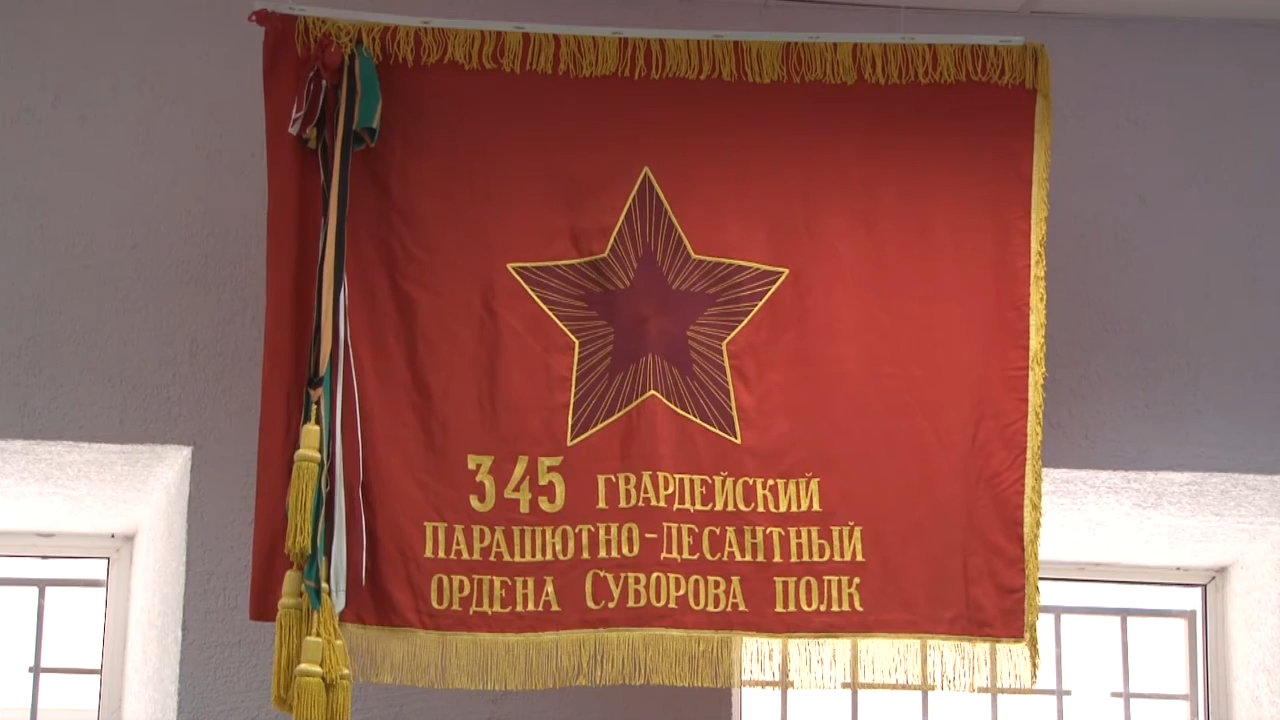 345 ГВАРДЕЙСКИЙ
ПАРАШЮТНО-ДЕСАНТНЫЙ
ОРДЕНА СУВОРОВА ПОЛК